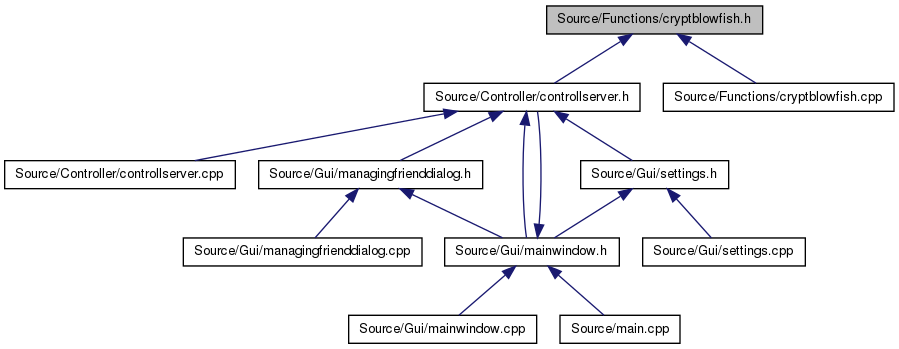 Source/Functions/cryptblowfish.h
Source/Controller/controllserver.h
Source/Functions/cryptblowfish.cpp
Source/Controller/controllserver.cpp
Source/Gui/managingfrienddialog.h
Source/Gui/settings.h
Source/Gui/managingfrienddialog.cpp
Source/Gui/mainwindow.h
Source/Gui/settings.cpp
Source/Gui/mainwindow.cpp
Source/main.cpp